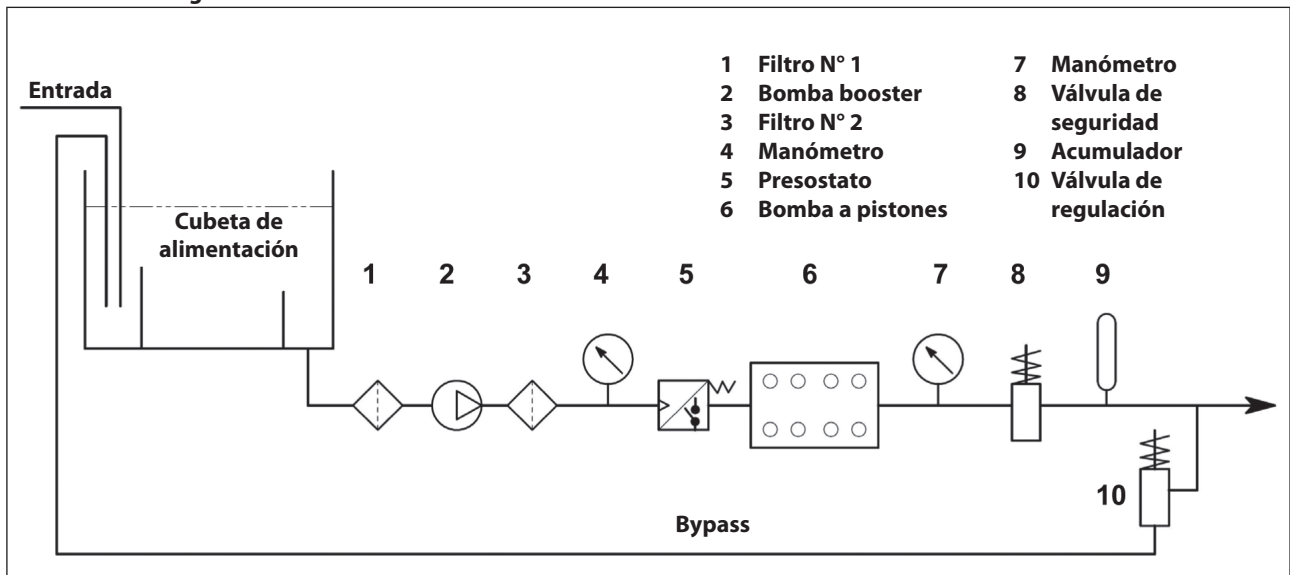 Entrada
Cubeta de
alimentación
1 Filtro N° 1
2 Bomba booster
3 Filtro N° 2
4 Manómetro
5 Presostato
6 Bomba a pistones
7 Manómetro
8 Válvula de
seguridad
9 Acumulador
10 Válvula de
regulación
1 2 3 4 5 6 7 8 9
10
Bypass